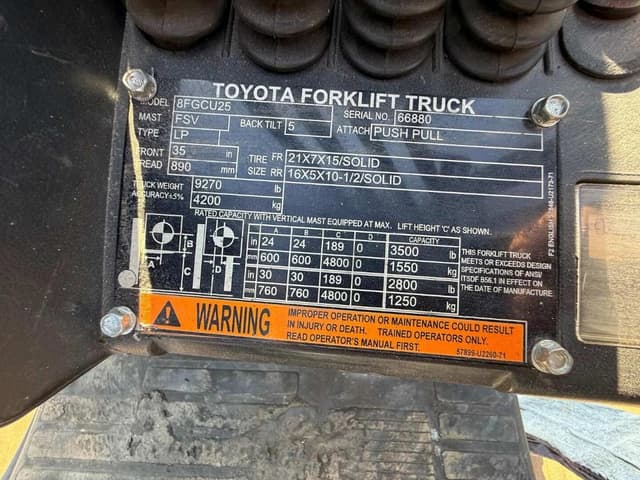 TOYOTA FORKLIFT TRUCK
MODEL 8FGCU25 SERIAL NO. 66880
MAST FSV BACK TILT 5 ATTACH PUSH PULL
TYPE LP
FRONT 35 in TIRE FR 21X7X15/SOLID
TREAD 890 mm SIZE RR 16X5X10-1/2/SOLID
TRUCK WEIGHT 9270 lb
ACCURACY±5% 4200 kg
RATED CAPACITY WITH VERTICAL MAST EQUIPPED AT MAX. LIFT HEIGHT 'C' AS SHOWN.
A B C D CAPACITY
in 24 24 189 0 3500 lb
mm 600 600 4800 0 1550 kg
in 30 30 189 0 2800 lb
mm 760 760 4800 0 1250 kg
B
A C D
THIS FORKLIFT TRUCK
MEETS OR EXCEEDS DESIGN
SPECIFICATIONS OF ANSI/
ITSDF B56.1 IN EFFECT ON
THE DATE OF MANUFACTURE.
WARNING
IMPROPER OPERATION OR MAINTENANCE COULD RESULT
IN INJURY OR DEATH. TRAINED OPERATORS ONLY.
READ OPERATOR'S MANUAL FIRST.
57899-U2260-71
F2 ENGLISH